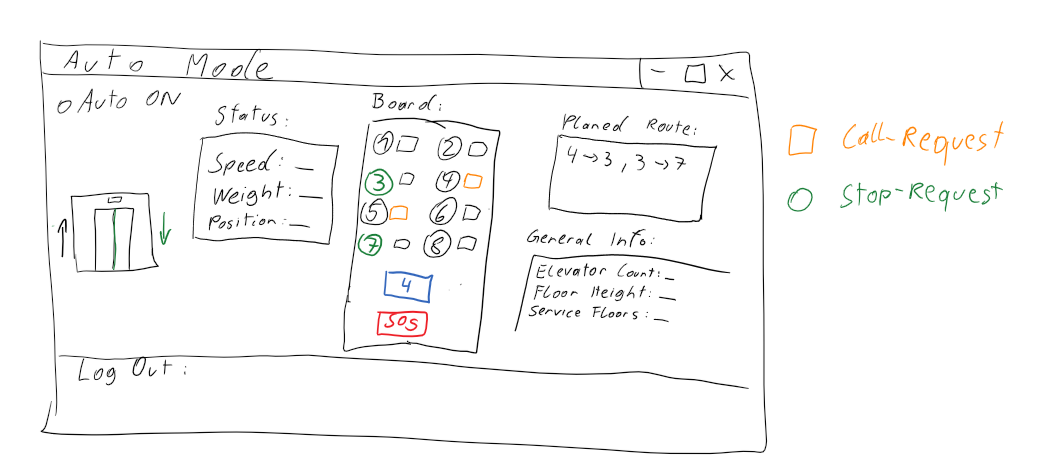 Auto Mode
- □ X
o Auto ON
Status:
Speed: _
Weight: _
Position: _
Board:
1 2
3 4
5 6
7 8
4
SOS
Planed Route:
4→3, 3→7
General Info:
Elevator Count: _
Floor Height: _
Service Floors: _
Log Out:
Call-Request
Stop-Request